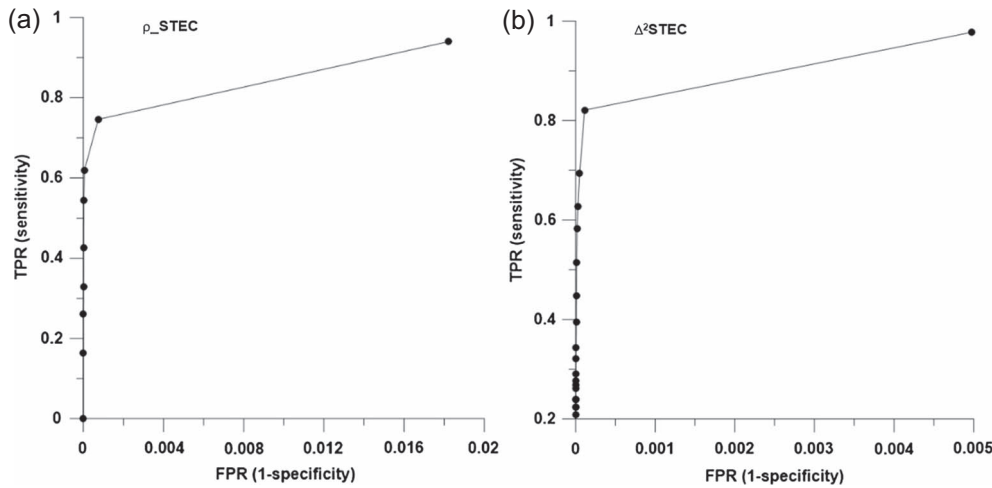 (a)
ρ_STEC
1
0.8
0.6
0.4
0.2
0
TPR (sensitivity)
0 0.004 0.008 0.012 0.016 0.02
FPR (1-specificity)
(b)
Δ²STEC
1
0.8
0.6
0.4
0.2
TPR (sensitivity)
0 0.001 0.002 0.003 0.004 0.005
FPR (1-specificity)